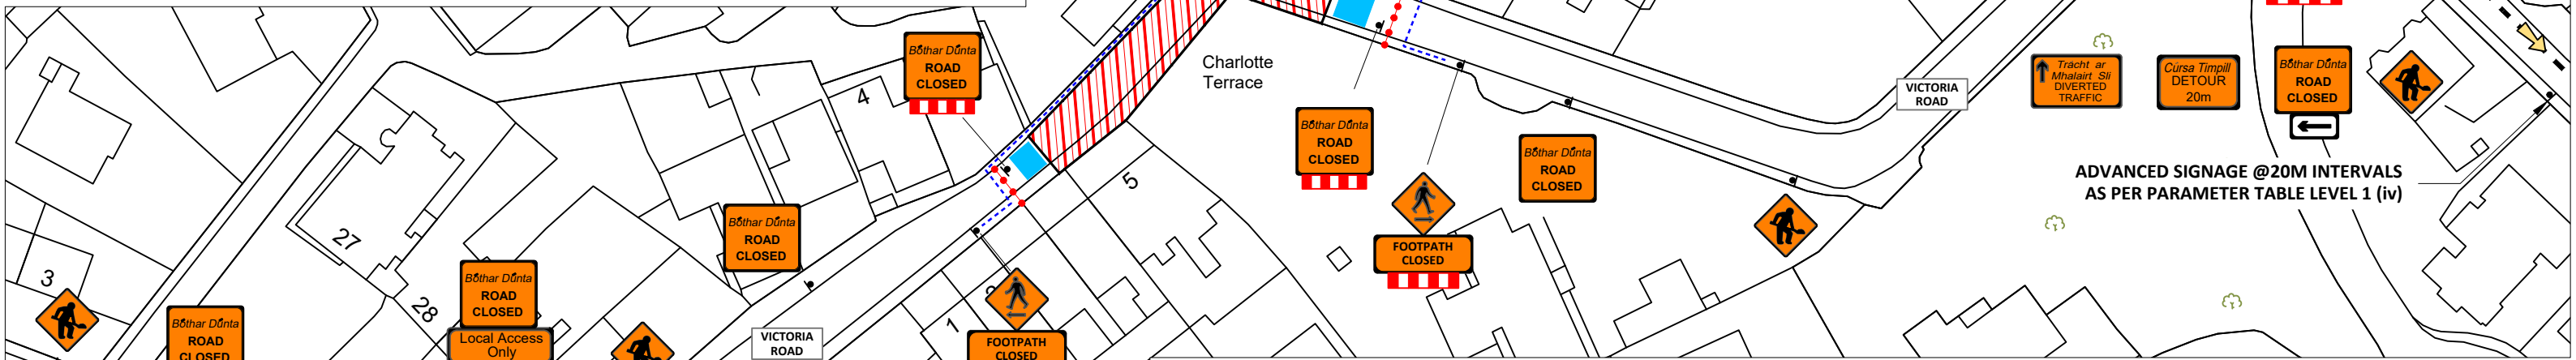 Bóthar Dúnta
ROAD
CLOSED
4
Charlotte
Terrace
Bóthar Dúnta
ROAD
CLOSED
VICTORIA
ROAD
Trácht ar
Mhalairt Slí
DIVERTED
TRAFFIC
Cúrsa Timpill
DETOUR
20m
Bóthar Dúnta
ROAD
CLOSED
Bóthar Dúnta
ROAD
CLOSED
ADVANCED SIGNAGE @20M INTERVALS
AS PER PARAMETER TABLE LEVEL 1 (iv)
5
FOOTPATH
CLOSED
Bóthar Dúnta
ROAD
CLOSED
27
3
28
Bóthar Dúnta
ROAD
CLOSED
Local Access
Only
Bóthar Dúnta
ROAD
CLOSED
1
VICTORIA
ROAD
FOOTPATH
CLOSED